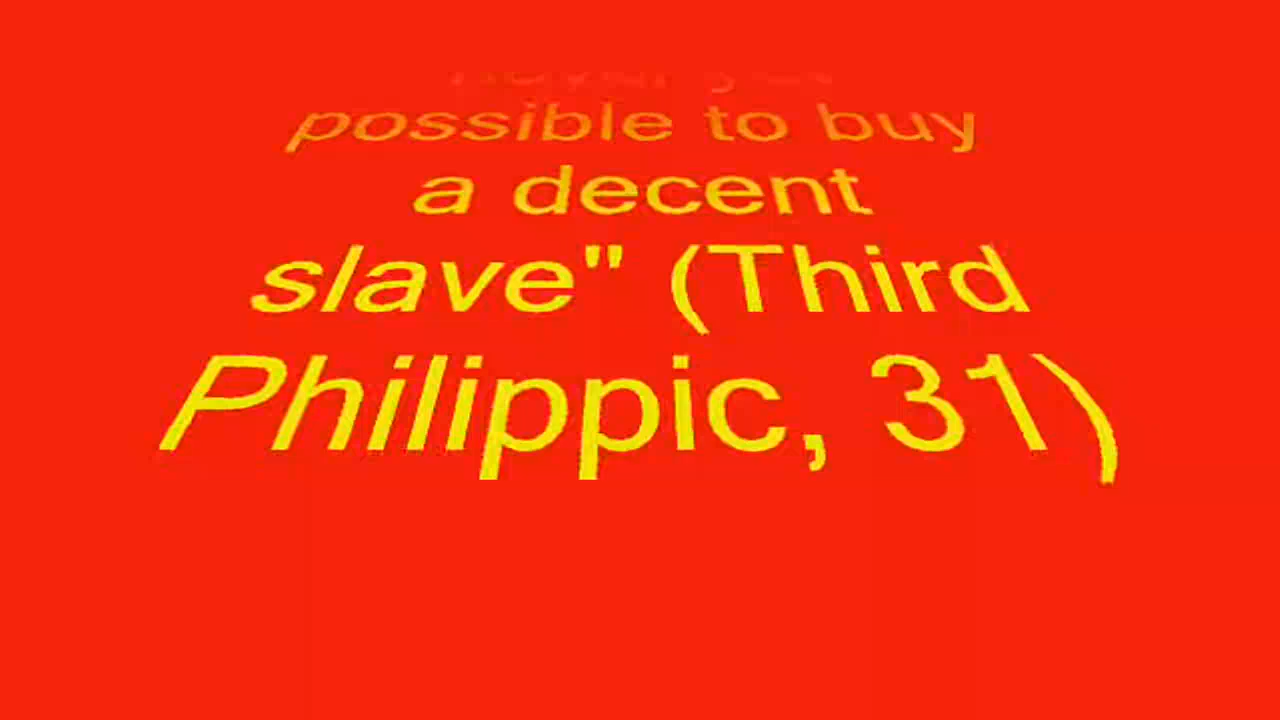 possible to buy
a decent
slave" (Third
Philippic, 31)